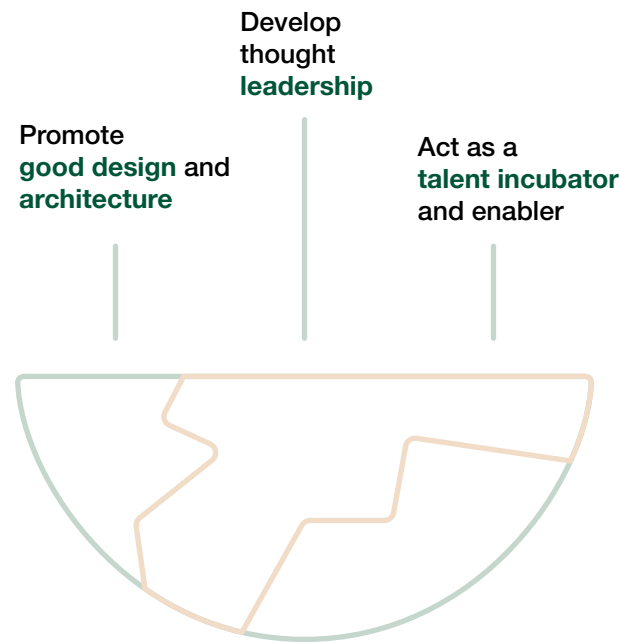 Develop
thought
leadership
Promote
good design and
architecture
Act as a
talent incubator
and enabler